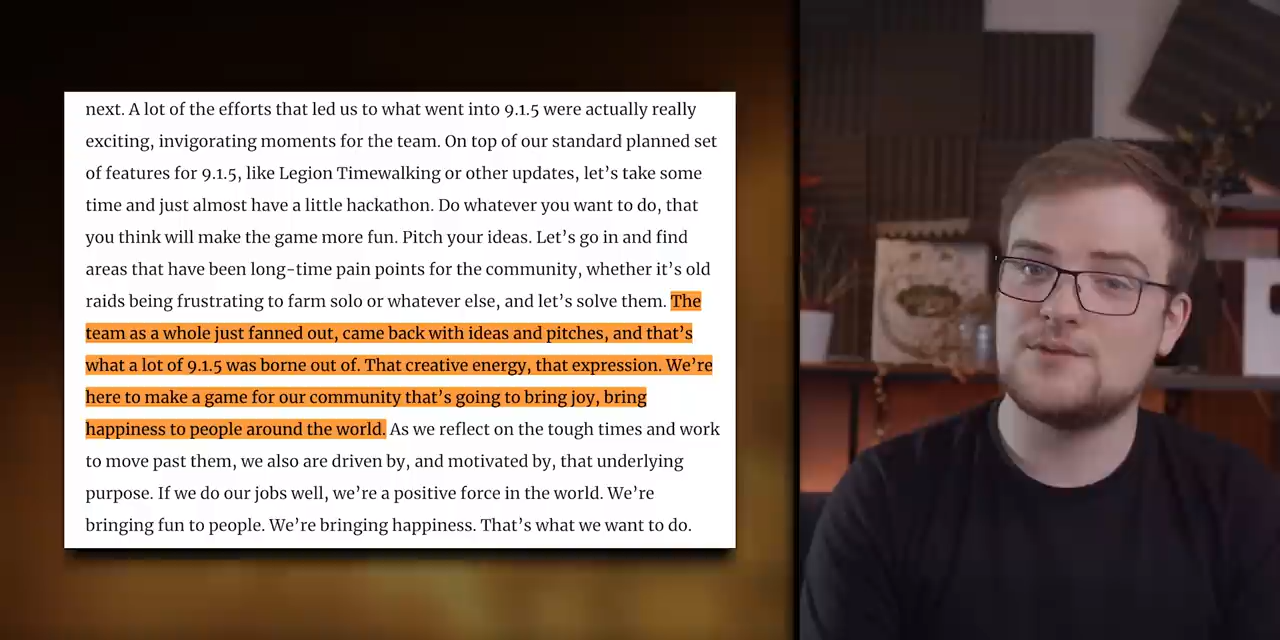 next. A lot of the efforts that led us to what went into 9.1.5 were actually really
exciting, invigorating moments for the team. On top of our standard planned set
of features for 9.1.5, like Legion Timewalking or other updates, let’s take some
time and just almost have a little hackathon. Do whatever you want to do, that
you think will make the game more fun. Pitch your ideas. Let’s go in and find
areas that have been long-time pain points for the community, whether it’s old
raids being frustrating to farm solo or whatever else, and let’s solve them. The
team as a whole just fanned out, came back with ideas and pitches, and that’s
what a lot of 9.1.5 was borne out of. That creative energy, that expression. We’re
here to make a game for our community that’s going to bring joy, bring
happiness to people around the world. As we reflect on the tough times and work
to move past them, we also are driven by, and motivated by, that underlying
purpose. If we do our jobs well, we’re a positive force in the world. We’re
bringing fun to people. We’re bringing happiness. That’s what we want to do.